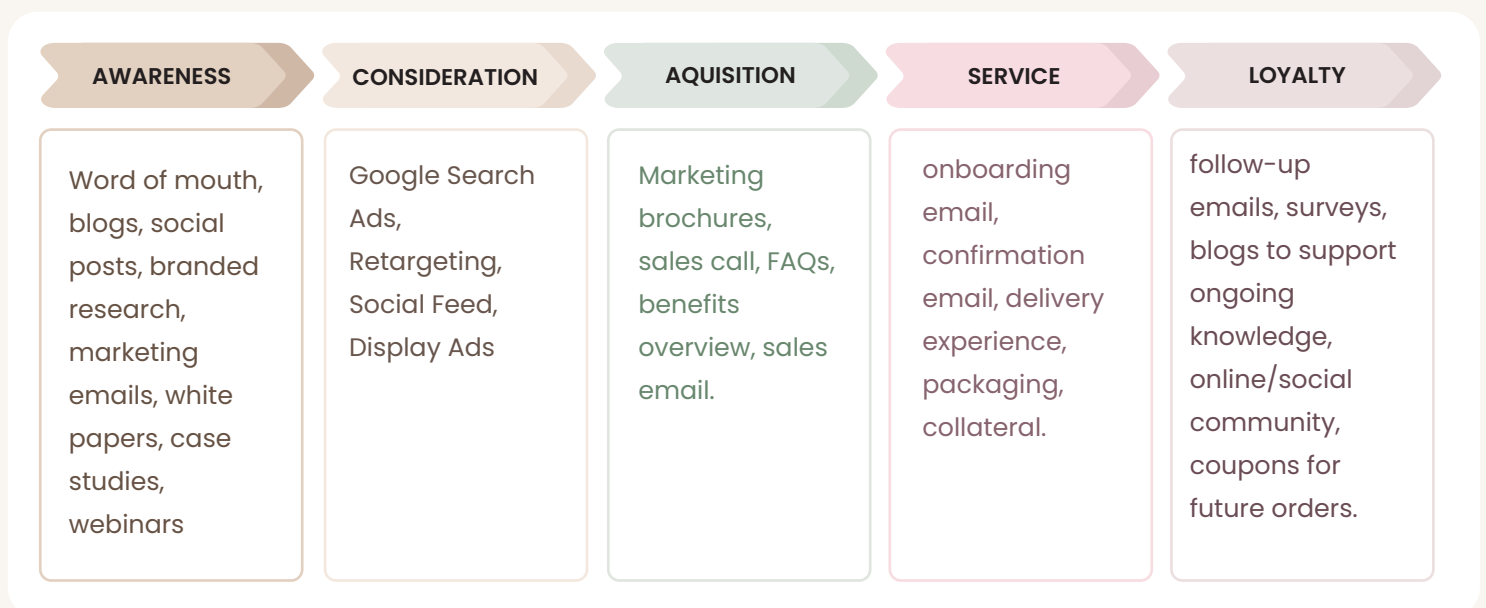 AWARENESS
CONSIDERATION
AQUISITION
SERVICE
LOYALTY
Word of mouth,
blogs, social
posts, branded
research,
marketing
emails, white
papers, case
studies,
webinars
Google Search
Ads,
Retargeting,
Social Feed,
Display Ads
Marketing
brochures,
sales call, FAQs,
benefits
overview, sales
email.
onboarding
email,
confirmation
email, delivery
experience,
packaging,
collateral.
follow-up
emails, surveys,
blogs to support
ongoing
knowledge,
online/social
community,
coupons for
future orders.